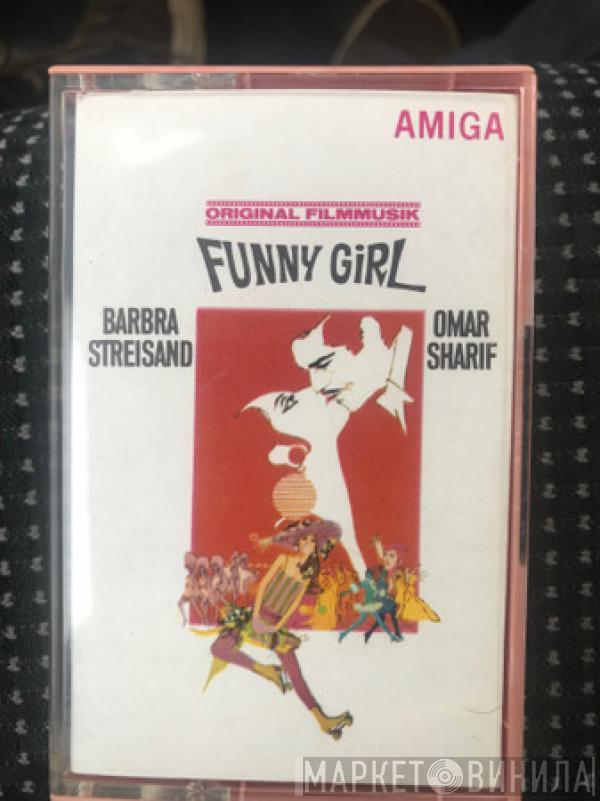 AMIGA
ORIGINAL FILMMUSIK
FUNNY GiRL
BARBRA
STREISAND
OMAR
SHARIF
МАРКЕТ ВИНИЛА